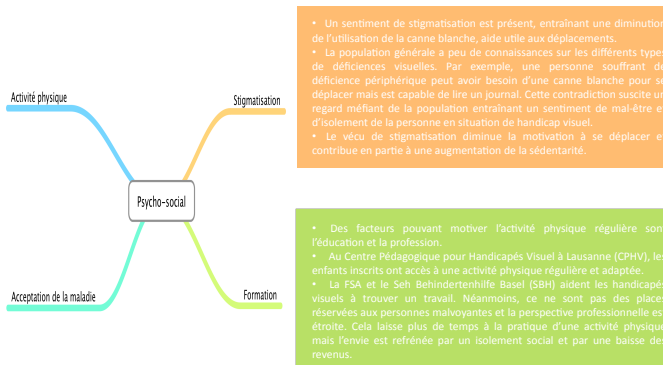 Activité physique
Stigmatisation
Psycho-social
Acceptation de la maladie
Formation
• Un sentiment de stigmatisation est présent, entraînant une diminution
de l'utilisation de la canne blanche, aide utile aux déplacements.
• La population générale a peu de connaissances sur les différents types
de déficiences visuelles. Par exemple, une personne souffrant de
déficience périphérique peut avoir besoin d'une canne blanche pour se
déplacer mais est capable de lire un journal. Cette contradiction suscite un
regard méfiant de la population entraînant un sentiment de mal-être et
d'isolement de la personne en situation de handicap visuel.
• Le vécu de stigmatisation diminue la motivation à se déplacer et
contribue en partie à une augmentation de la sédentarité.
• Des facteurs pouvant motiver l'activité physique régulière son
l'éducation et la profession.
• Au Centre Pédagogique pour Handicapés Visuel à Lausanne (CPHV), les
enfants inscrits ont accès à une activité physique régulière et adaptée.
• La FSA et le Seh Behindertenhilfe Basel (SBH) aident les handicapés
visuels à trouver un travail. Néanmoins, ce ne sont pas des places
réservées aux personnes malvoyantes et la perspective professionnelle es
étroite. Cela laisse plus de temps à la pratique d'une activité physique
mais l'envie est refrénée par un isolement social et par une baisse des
revenus.